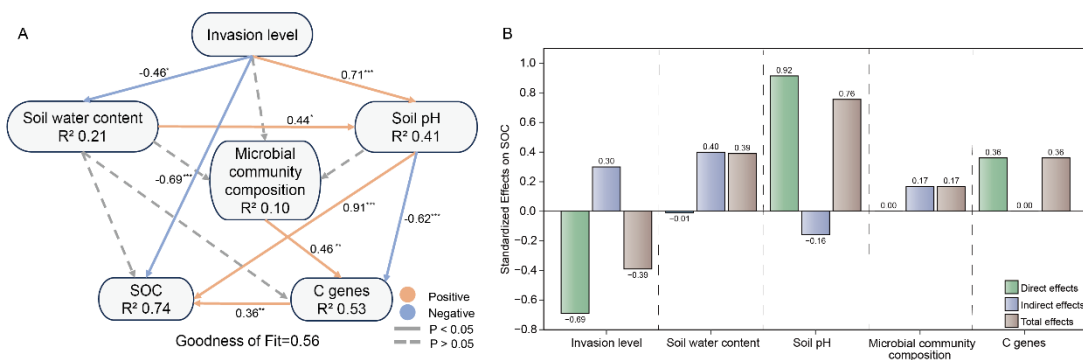 A
Invasion level
-0.46*
0.71***
Soil water content
R² 0.21
0.44*
Soil pH
R² 0.41
Microbial
community
composition
R² 0.10
-0.69***
0.91***
-0.62***
0.46 **
SOC
R² 0.74
0.36**
C genes
R² 0.53
Positive
Negative
P < 0.05
P > 0.05
Goodness of Fit=0.56
B
Standardized Effects on SOC
1.0
0.8
0.6
0.4
0.2
0.0
−0.2
−0.4
−0.6
−0.8
−0.69
0.30
−0.39
−0.01
0.40
0.39
0.92
−0.16
0.76
0.00
0.17
0.17
0.36
0.00
0.36
Direct effects
Indirect effects
Total effects
Invasion level
Soil water content
Soil pH
Microbial community
composition
C genes